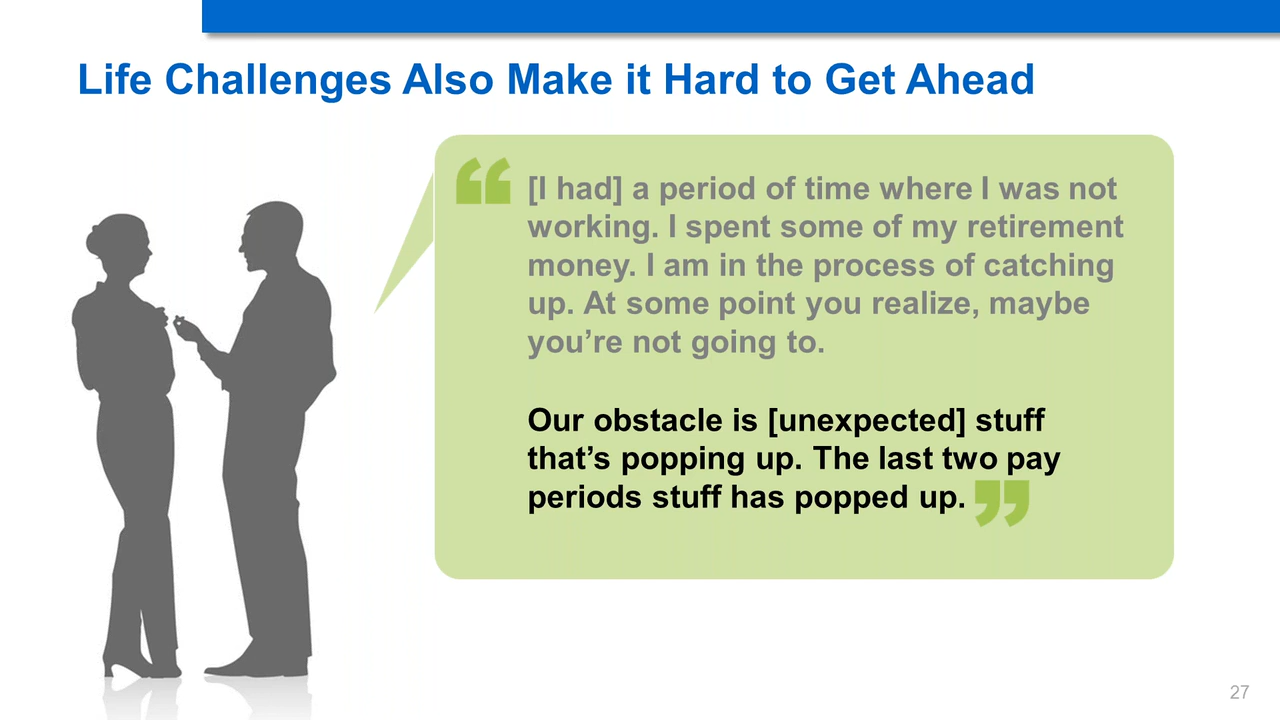 Life Challenges Also Make it Hard to Get Ahead
“ [I had] a period of time where I was not
working. I spent some of my retirement
money. I am in the process of catching
up. At some point you realize, maybe
you’re not going to.
Our obstacle is [unexpected] stuff
that’s popping up. The last two pay
periods stuff has popped up. ”
27